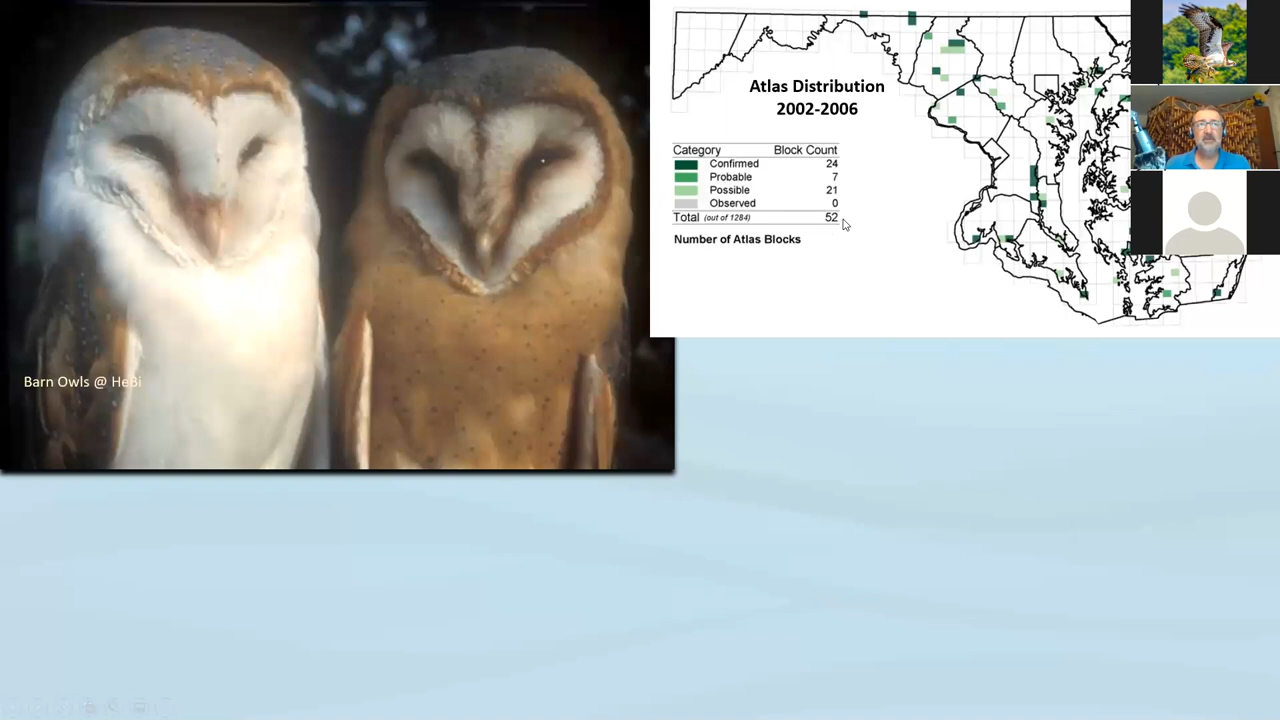 Barn Owls @ HeBi
Atlas Distribution
2002-2006
Category Block Count
Confirmed 24
Probable 7
Possible 21
Observed 0
Total (out of 1284) 52
Number of Atlas Blocks